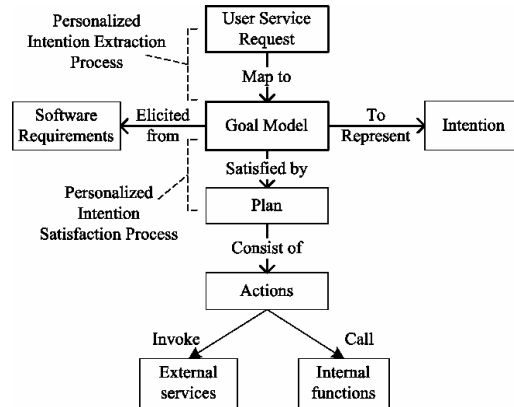 Personalized
Intention Extraction
Process
User Service
Request
Map to
Software
Requirements
Elicited
from
Goal Model
To
Represent
Intention
Satisfied by
Personalized
Intention
Satisfaction Process
Plan
Consist of
Actions
Invoke
Call
External
services
Internal
functions